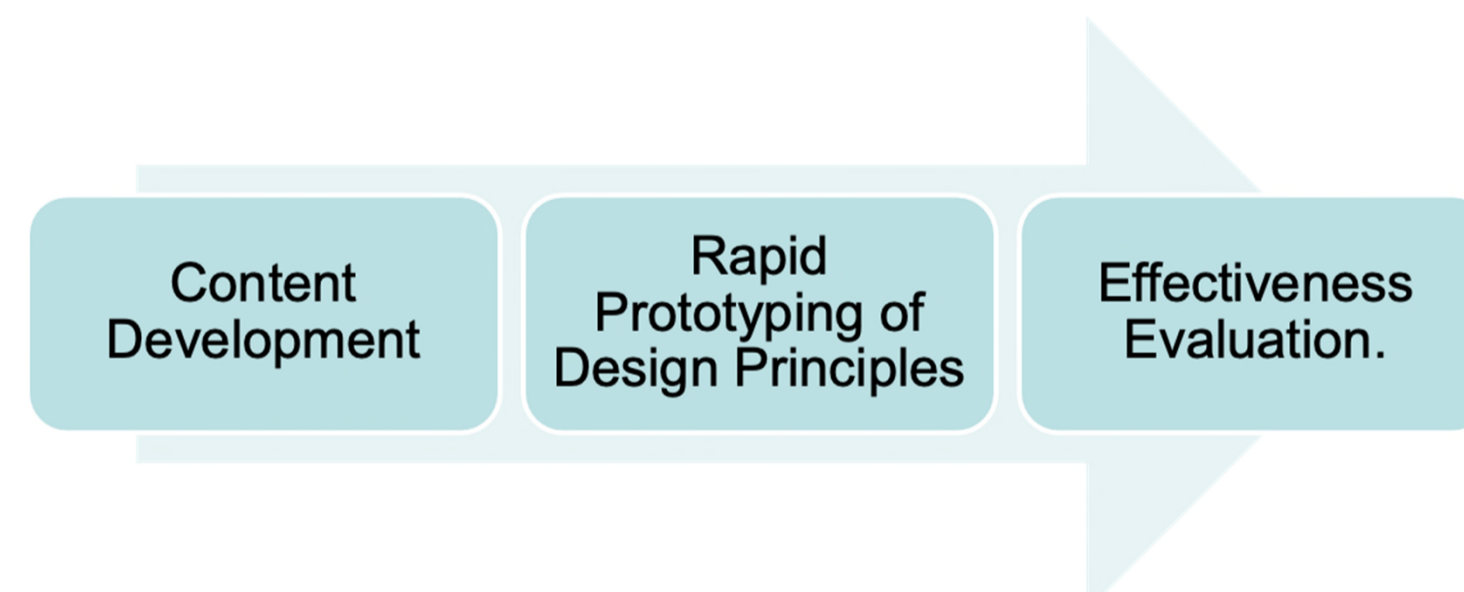 Content
Development
Rapid
Prototyping of
Design Principles
Effectiveness
Evaluation.